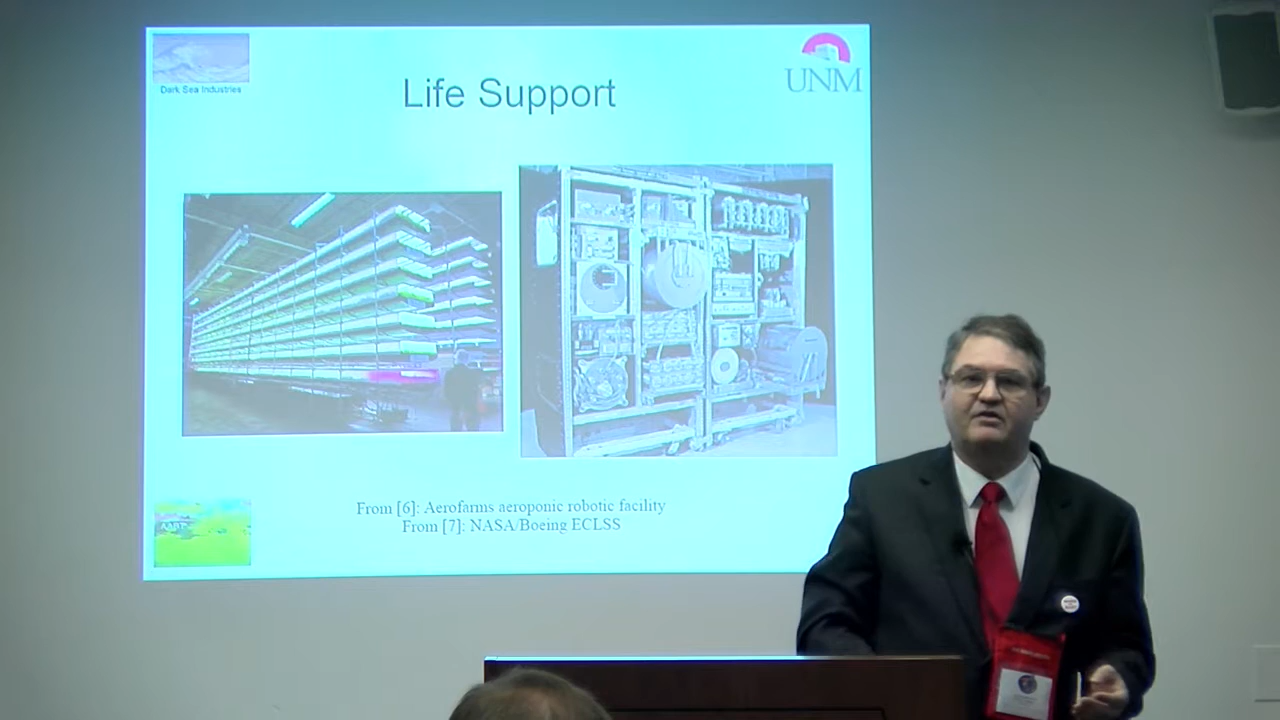 Dark Sea Industries
UNM
Life Support
From [6]: Aerofarms aeroponic robotic facility
From [7]: NASA/Boeing ECLSS